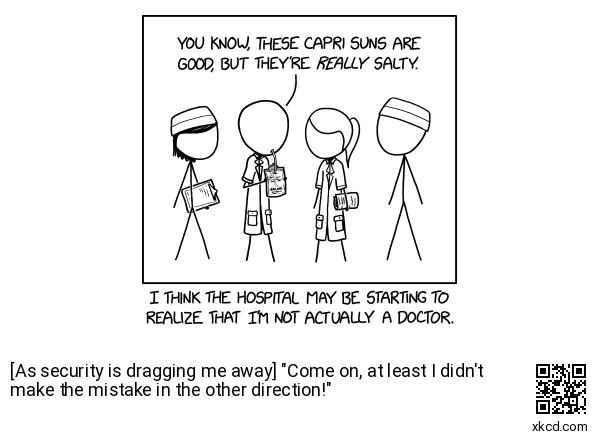 YOU KNOW, THESE CAPRI SUNS ARE
GOOD, BUT THEY'RE REALLY SALTY.
I THINK THE HOSPITAL MAY BE STARTING TO
REALIZE THAT I'M NOT ACTUALLY A DOCTOR.
[As security is dragging me away] "Come on, at least I didn't
make the mistake in the other direction!"
xkcd.com